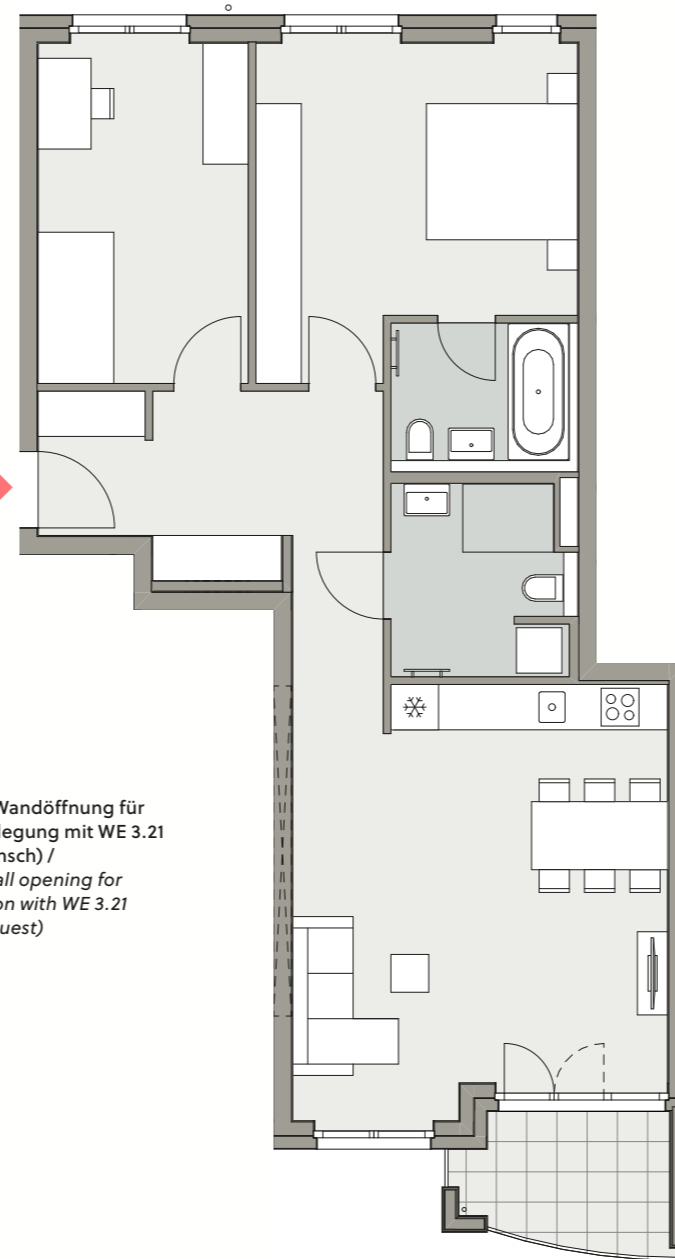 Wandöffnung für
legung mit WE 3.21
nsch) /
all opening for
on with WE 3.21
uest)